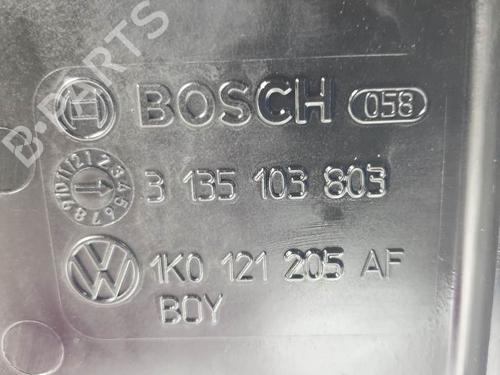 BOSCH 058
3 135 103 803
1K0 121 205 AF
BOY
B-PARTS